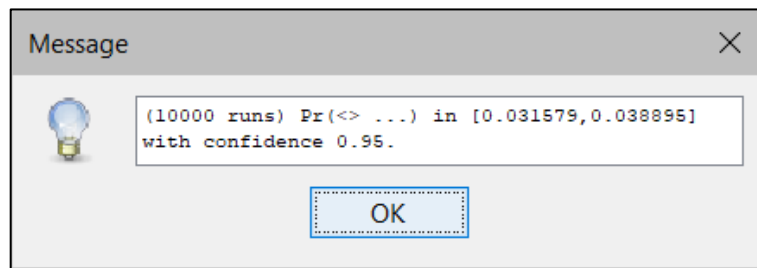 Message
(10000 runs) Pr(<> ...) in [0.031579,0.038895]
with confidence 0.95.
OK